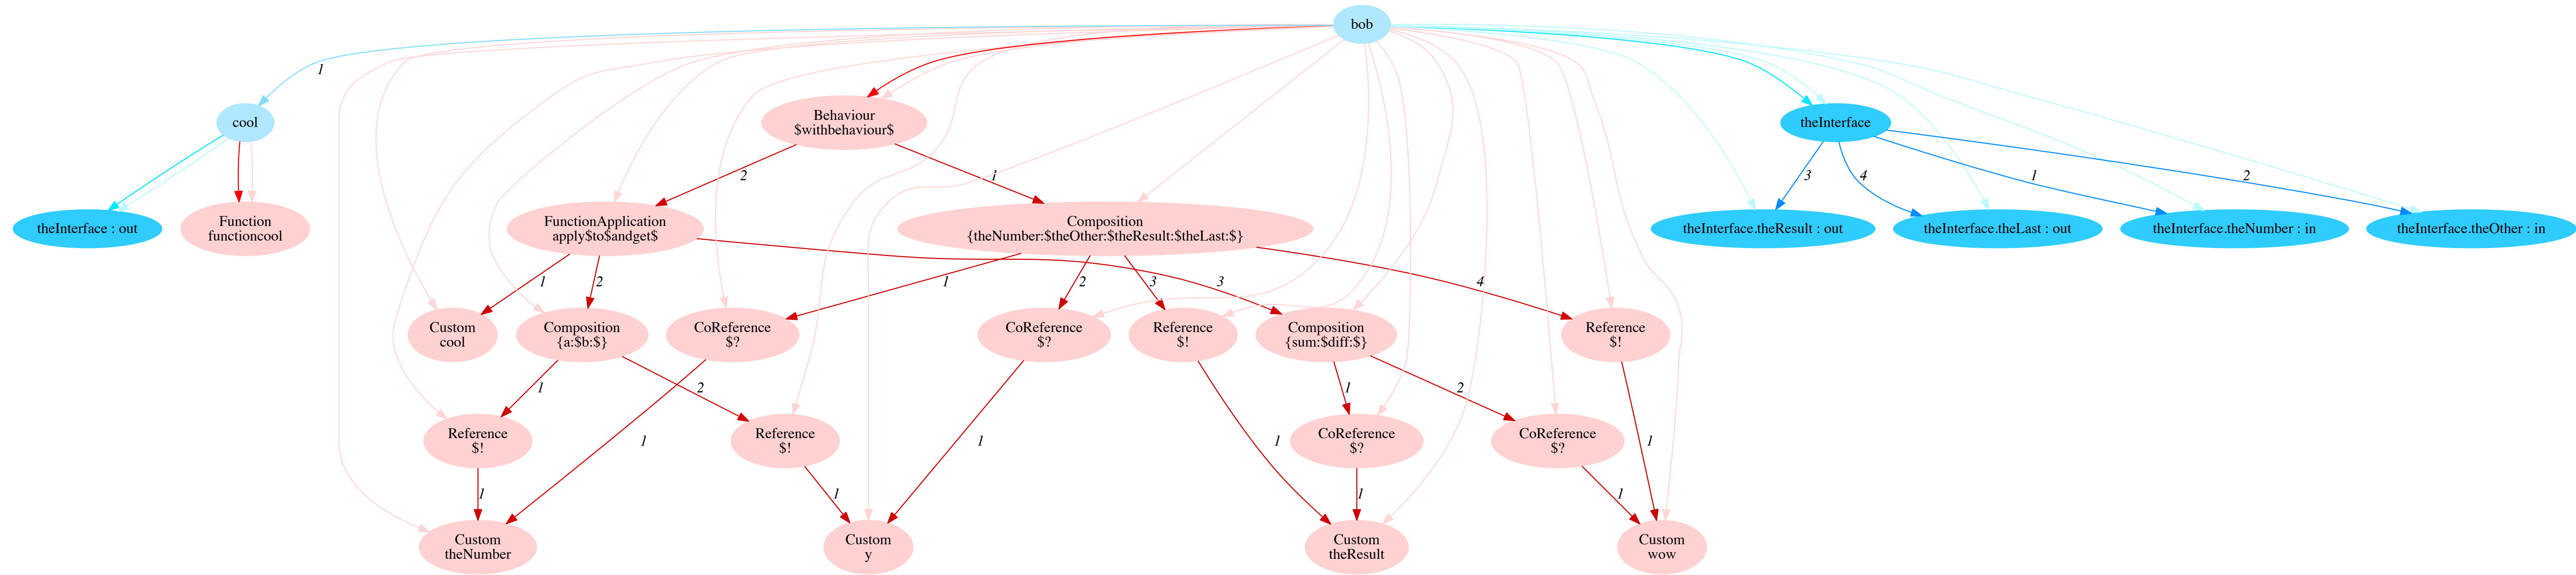 bob
1
cool
Behaviour
$withbehaviour$
theInterface
2
1
3
4
1
2
theInterface : out
Function
functioncool
FunctionApplication
apply$to$andget$
Composition
{theNumber:$theOther:$theResult:$theLast:$}
theInterface.theResult : out
theInterface.theLast : out
theInterface.theNumber : in
theInterface.theOther : in
1
2
1
2
3
3
4
Custom
cool
Composition
{a:$b:$}
CoReference
$?
CoReference
$?
Reference
$!
Composition
{sum:$diff:$}
Reference
$!
1
2
1
2
Reference
$!
1
Reference
$!
1
1
CoReference
$?
CoReference
$?
1
1
1
1
1
Custom
theNumber
Custom
y
Custom
theResult
Custom
wow